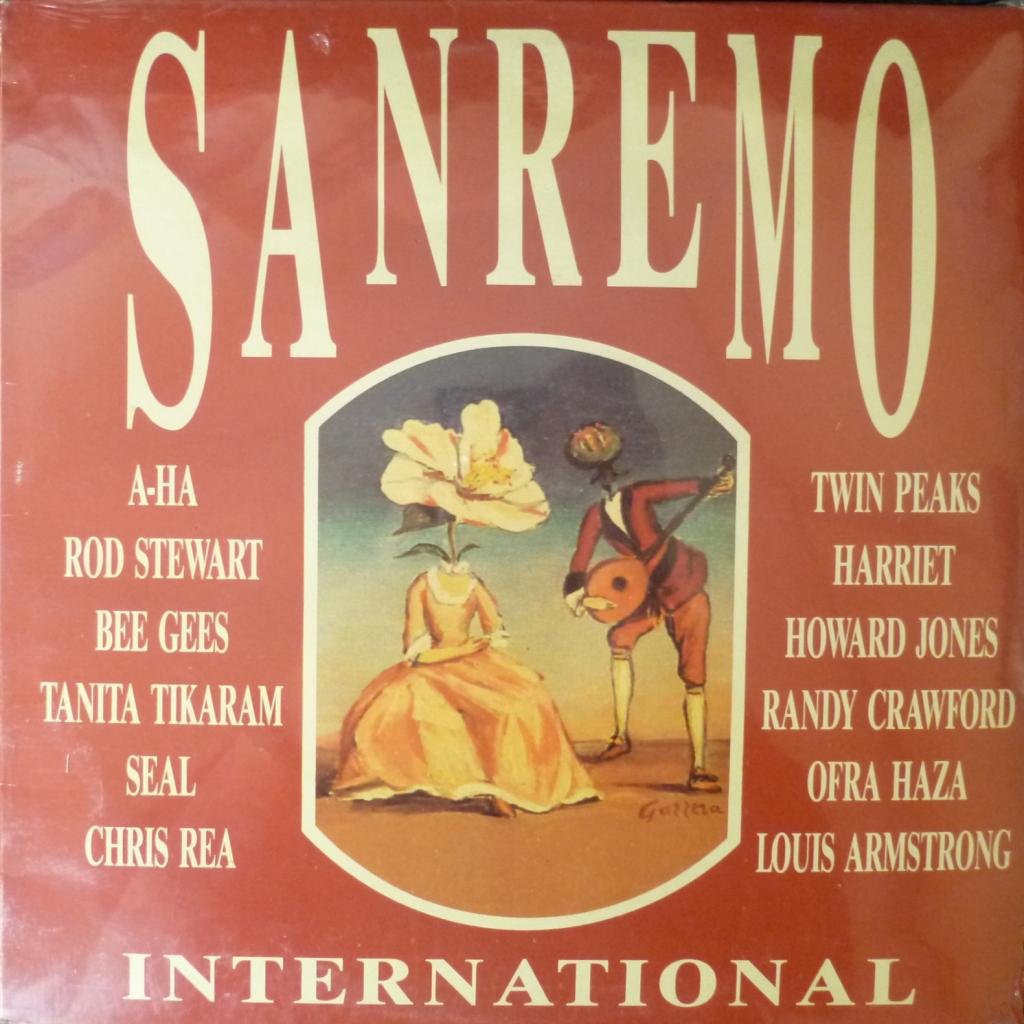 SANREMO
A-HA
ROD STEWART
BEE GEES
TANITA TIKARAM
SEAL
CHRIS REA
TWIN PEAKS
HARRIET
HOWARD JONES
RANDY CRAWFORD
OFRA HAZA
LOUIS ARMSTRONG
Garrera
INTERNATIONAL